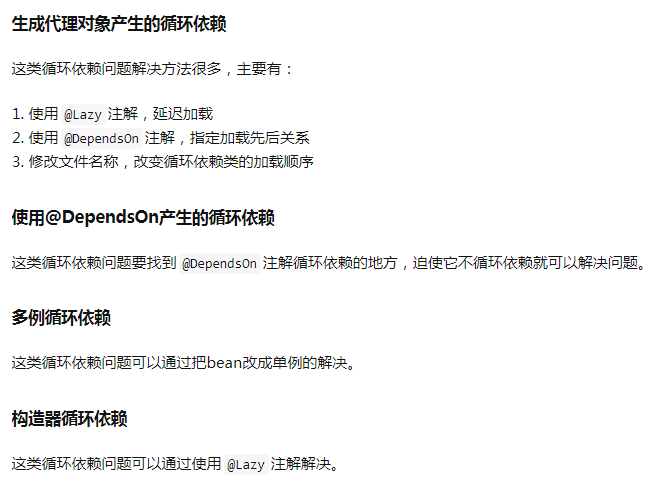 生成代理对象产生的循环依赖
这类循环依赖问题解决方法很多，主要有：
1. 使用 @Lazy 注解，延迟加载
2. 使用 @DependsOn 注解，指定加载先后关系
3. 修改文件名称，改变循环依赖类的加载顺序
使用@DependsOn产生的循环依赖
这类循环依赖问题要找到 @DependsOn 注解循环依赖的地方，迫使它不循环依赖就可以解决问题。
多例循环依赖
这类循环依赖问题可以通过把bean改成单例的解决。
构造器循环依赖
这类循环依赖问题可以通过使用 @Lazy 注解解决。